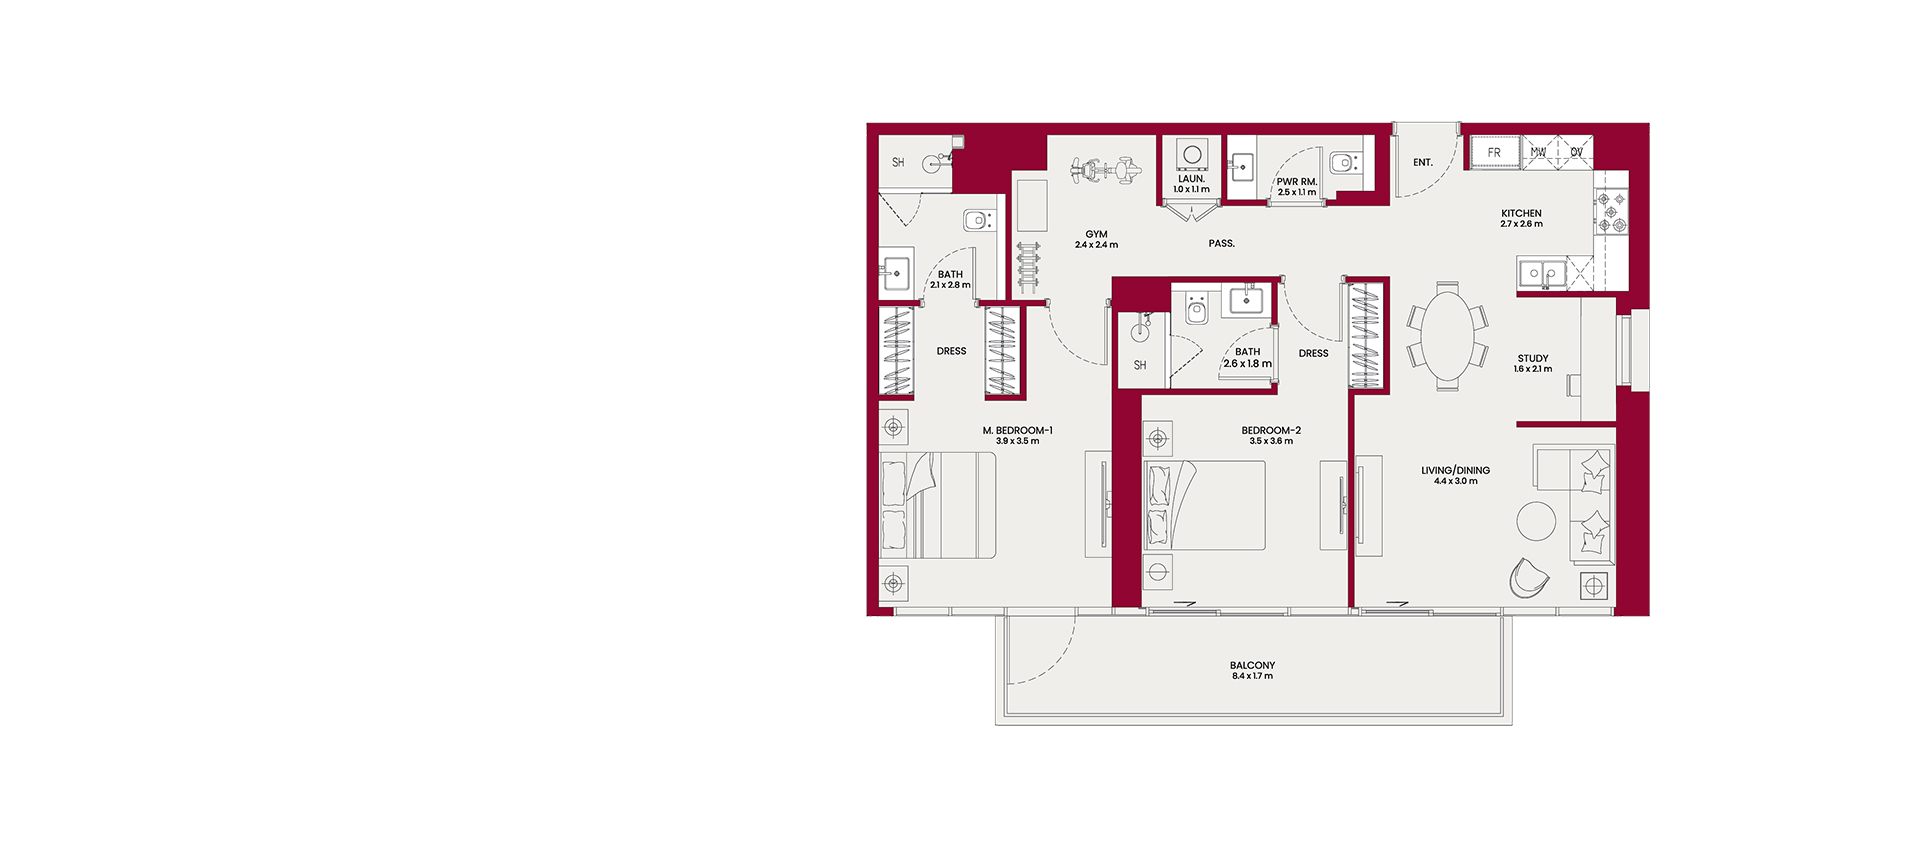 SH
LAUN.
1.0 x 1.1 m
PWR RM.
2.5 x 1.1 m
ENT.
FR
MW
OV
KITCHEN
2.7 x 2.6 m
GYM
2.4 x 2.4 m
PASS.
BATH
2.1 x 2.8 m
DRESS
SH
BATH
2.6 x 1.8 m
DRESS
STUDY
1.6 x 2.1 m
M. BEDROOM-1
3.9 x 3.5 m
BEDROOM-2
3.5 x 3.6 m
LIVING/DINING
4.4 x 3.0 m
BALCONY
8.4 x 1.7 m